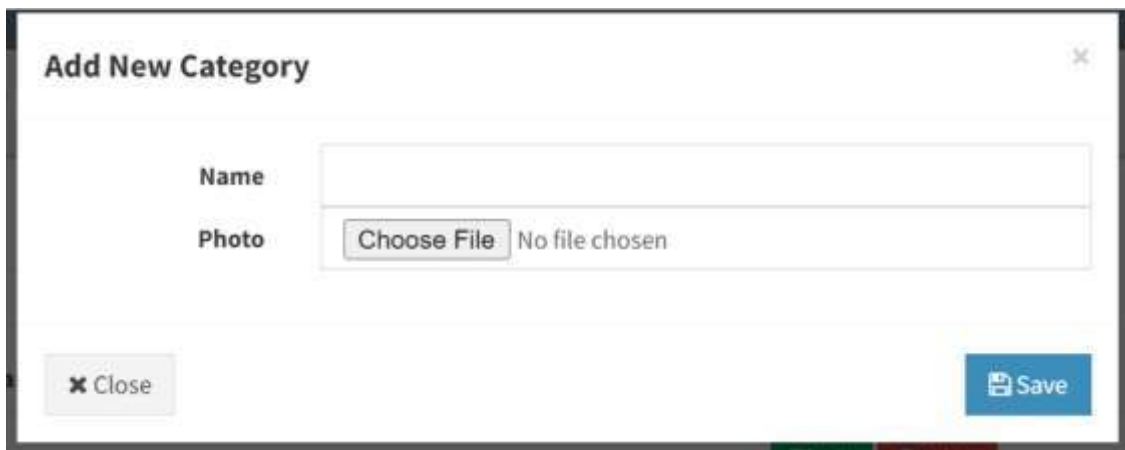 Add New Category
×
Name
Photo
Choose File No file chosen
✖ Close
Save